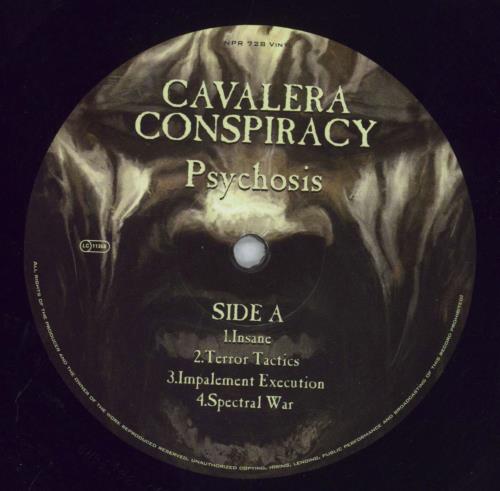 NPR 728 VINYL
CAVALERA
CONSPIRACY
Psychosis
LC 11368
SIDE A
1.Insane
2.Terror Tactics
3.Impalement Execution
4.Spectral War
ALL RIGHTS OF THE PRODUCER AND THE OWNER OF THE WORK REPRODUCED RESERVED. UNAUTHORIZED COPYING, HIRING, LENDING, PUBLIC PERFORMANCE AND BROADCASTING OF THIS RECORD PROHIBITED!